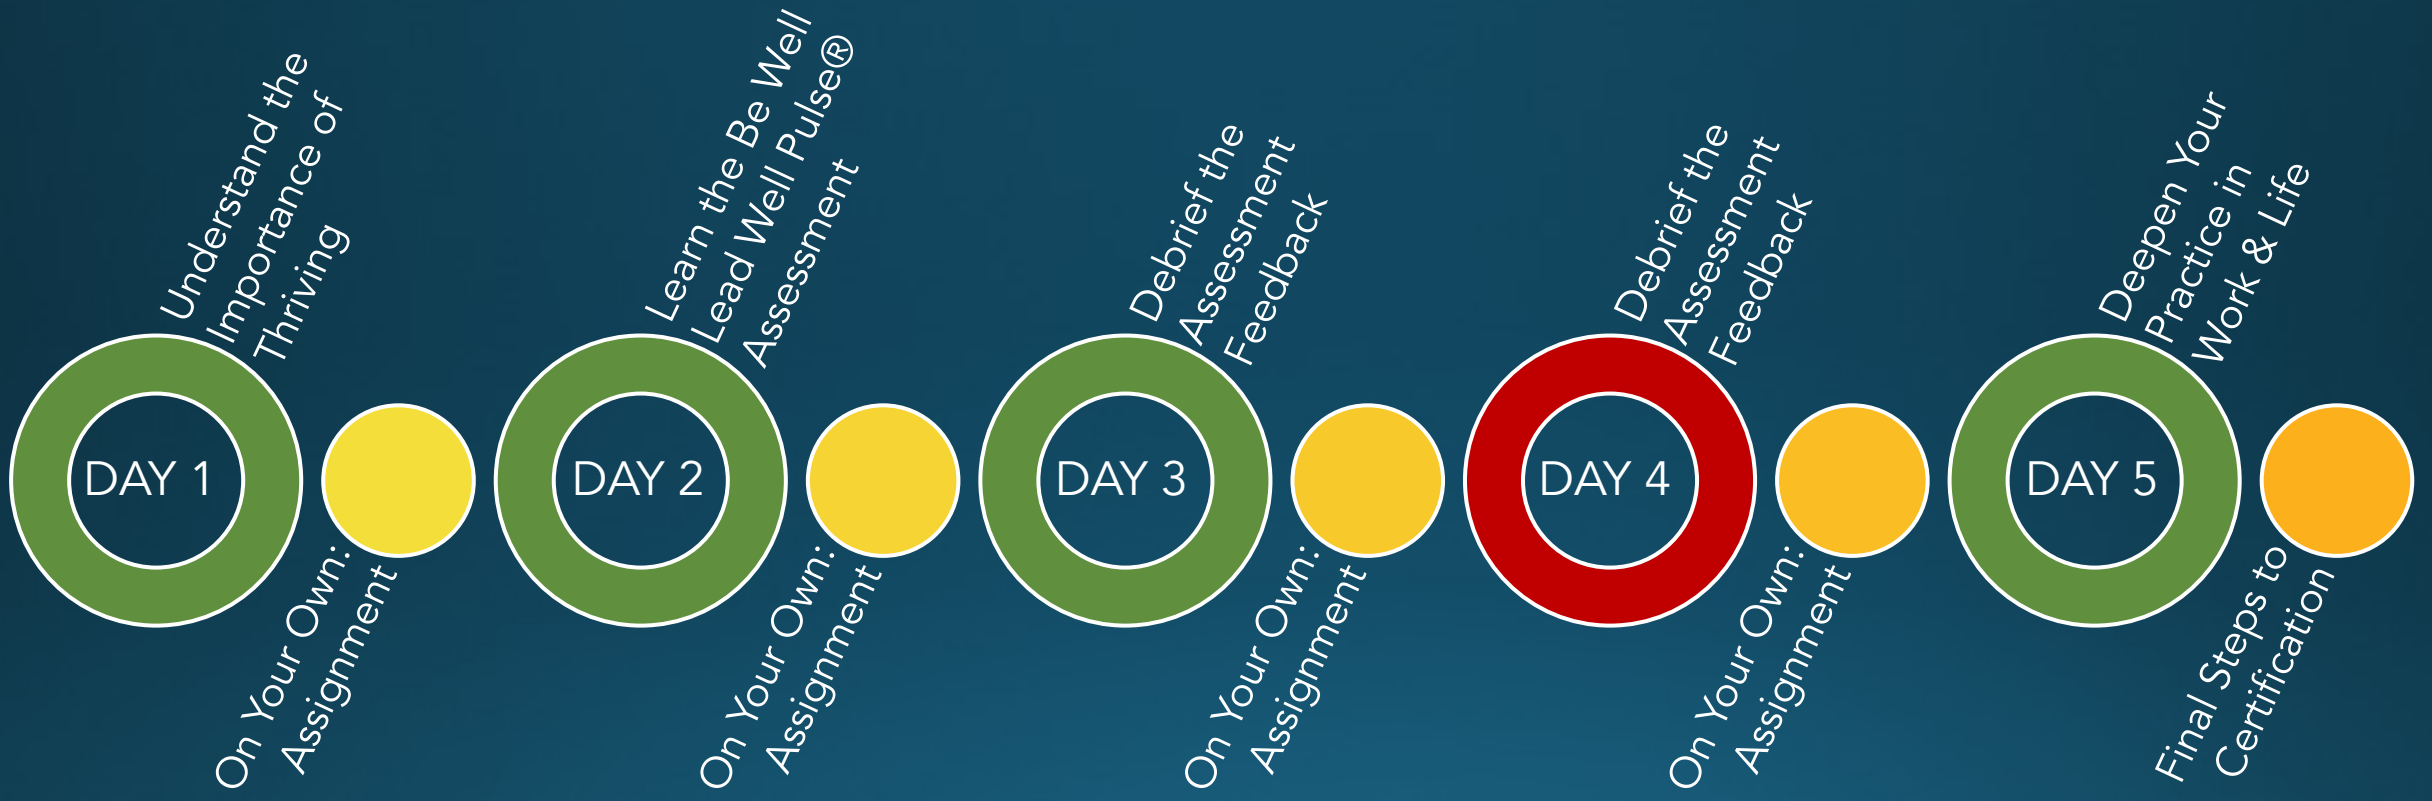 Understand the
Importance of
Thriving
DAY 1
On Your Own:
Assignment
Learn the Be Well
Lead Well Pulse®
Assessment
DAY 2
On Your Own:
Assignment
Debrief the
Assessment
Feedback
DAY 3
On Your Own:
Assignment
Debrief the
Assessment
Feedback
DAY 4
On Your Own:
Assignment
Deepen Your
Practice in
Work & Life
DAY 5
Final Steps to
Certification